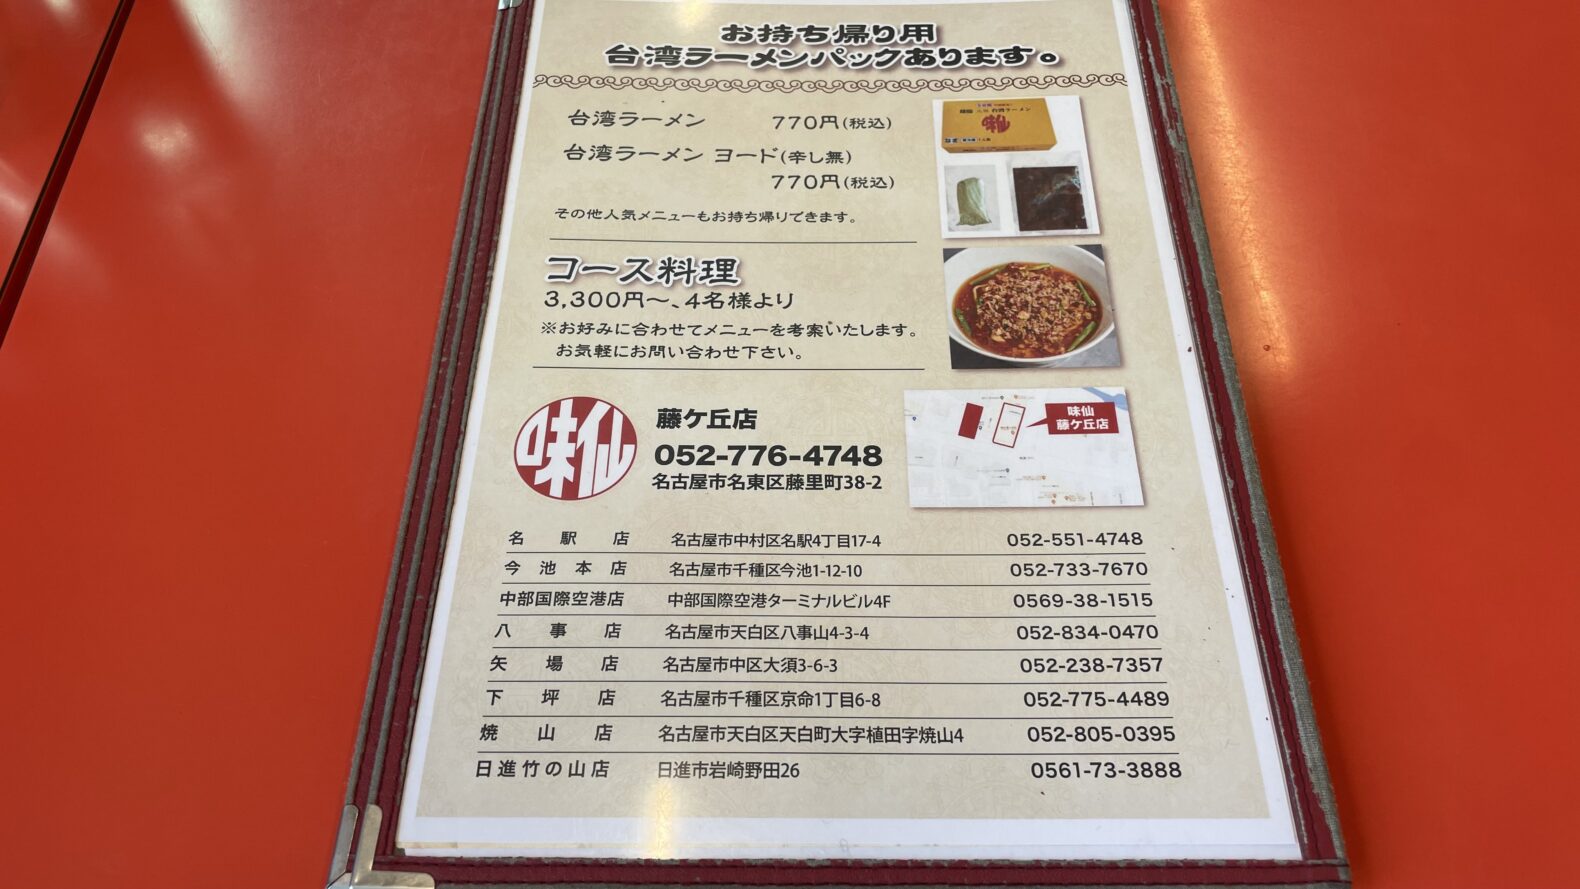 お持ち帰り用
台湾ラーメンパックあります。
台湾ラーメン 770円(税込)
台湾ラーメン ヨード(辛し無)
770円(税込)
その他人気メニューもお持ち帰りできます。
味仙
コース料理
3,300円〜、4名様より
※お好みに合わせてメニューを考案いたします。
お気軽にお問い合わせ下さい。
味仙
藤ケ丘店
052-776-4748
名古屋市名東区藤里町38-2
味仙
藤ケ丘店
名駅店 名古屋市中村区名駅4丁目17-4 052-551-4748
今池本店 名古屋市千種区今池1-12-10 052-733-7670
中部国際空港店 中部国際空港ターミナルビル4F 0569-38-1515
八事店 名古屋市天白区八事山4-3-4 052-834-0470
矢場店 名古屋市中区大須3-6-3 052-238-7357
下坪店 名古屋市千種区京命1丁目6-8 052-775-4489
焼山店 名古屋市天白区天白町大字植田字焼山4 052-805-0395
日進竹の山店 日進市岩崎野田26 0561-73-3888